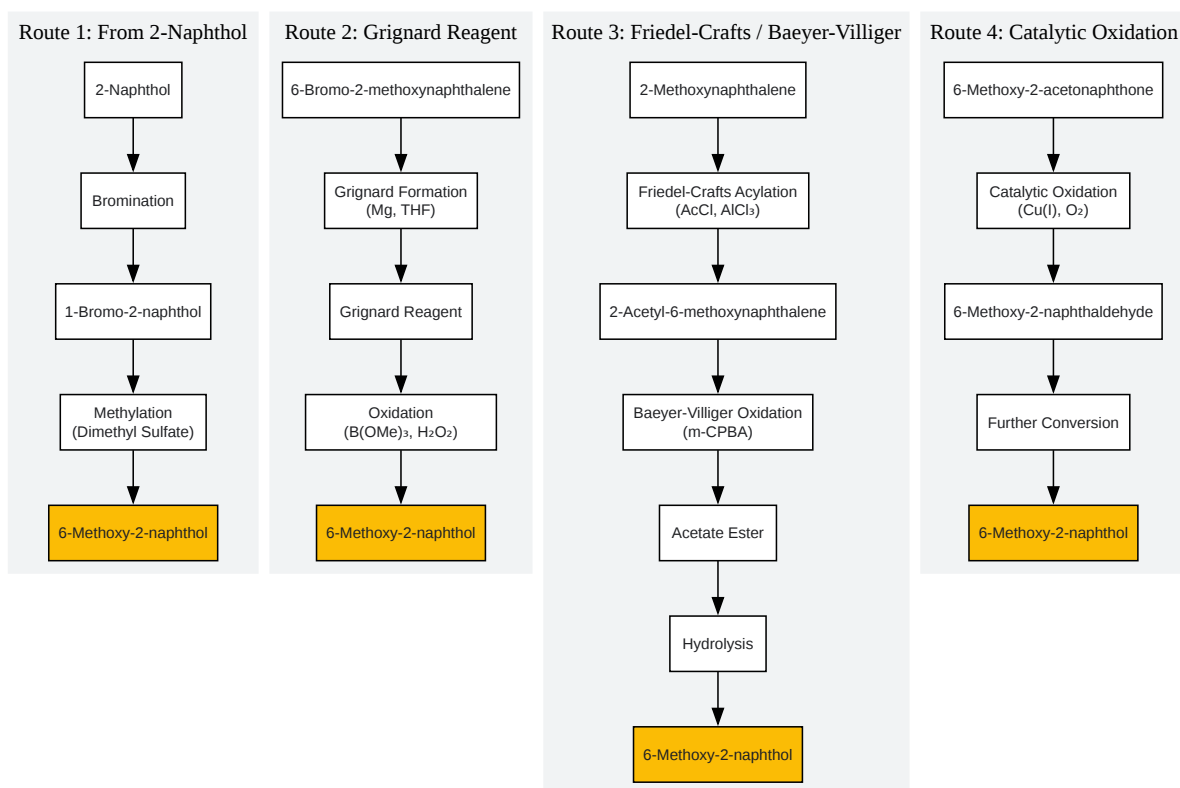 Route 1: From 2-Naphthol
2-Naphthol
Bromination
1-Bromo-2-naphthol
Methylation
(Dimethyl Sulfate)
6-Methoxy-2-naphthol
Route 2: Grignard Reagent
6-Bromo-2-methoxynaphthalene
Grignard Formation
(Mg, THF)
Grignard Reagent
Oxidation
(B(OMe)₃, H₂O₂)
6-Methoxy-2-naphthol
Route 3: Friedel-Crafts / Baeyer-Villiger
2-Methoxynaphthalene
Friedel-Crafts Acylation
(AcCl, AlCl₃)
2-Acetyl-6-methoxynaphthalene
Baeyer-Villiger Oxidation
(m-CPBA)
Acetate Ester
Hydrolysis
6-Methoxy-2-naphthol
Route 4: Catalytic Oxidation
6-Methoxy-2-acetonaphthone
Catalytic Oxidation
(Cu(I), O₂)
6-Methoxy-2-naphthaldehyde
Further Conversion
6-Methoxy-2-naphthol